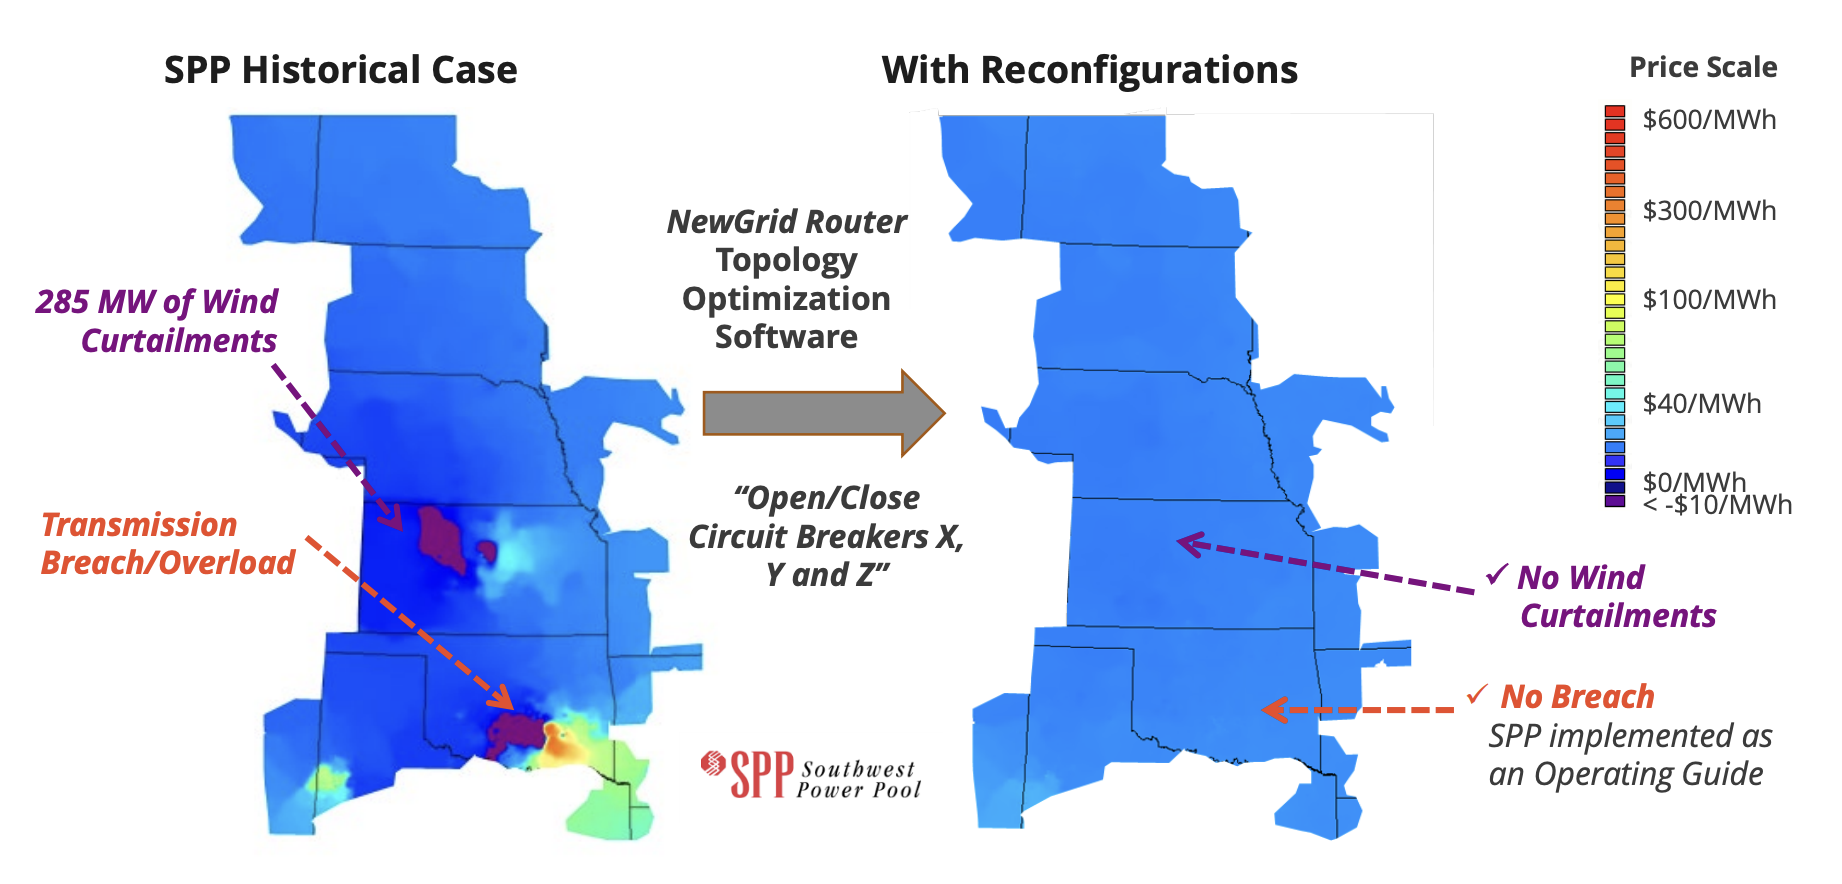 SPP Historical Case
With Reconfigurations
Price Scale
$600/MWh
$300/MWh
$100/MWh
$40/MWh
$0/MWh
< -$10/MWh
NewGrid Router
Topology
Optimization
Software
“Open/Close
Circuit Breakers X,
Y and Z”
285 MW of Wind
Curtailments
Transmission
Breach/Overload
✓ No Wind
Curtailments
✓ No Breach
SPP implemented as
an Operating Guide
SPP Southwest
Power Pool